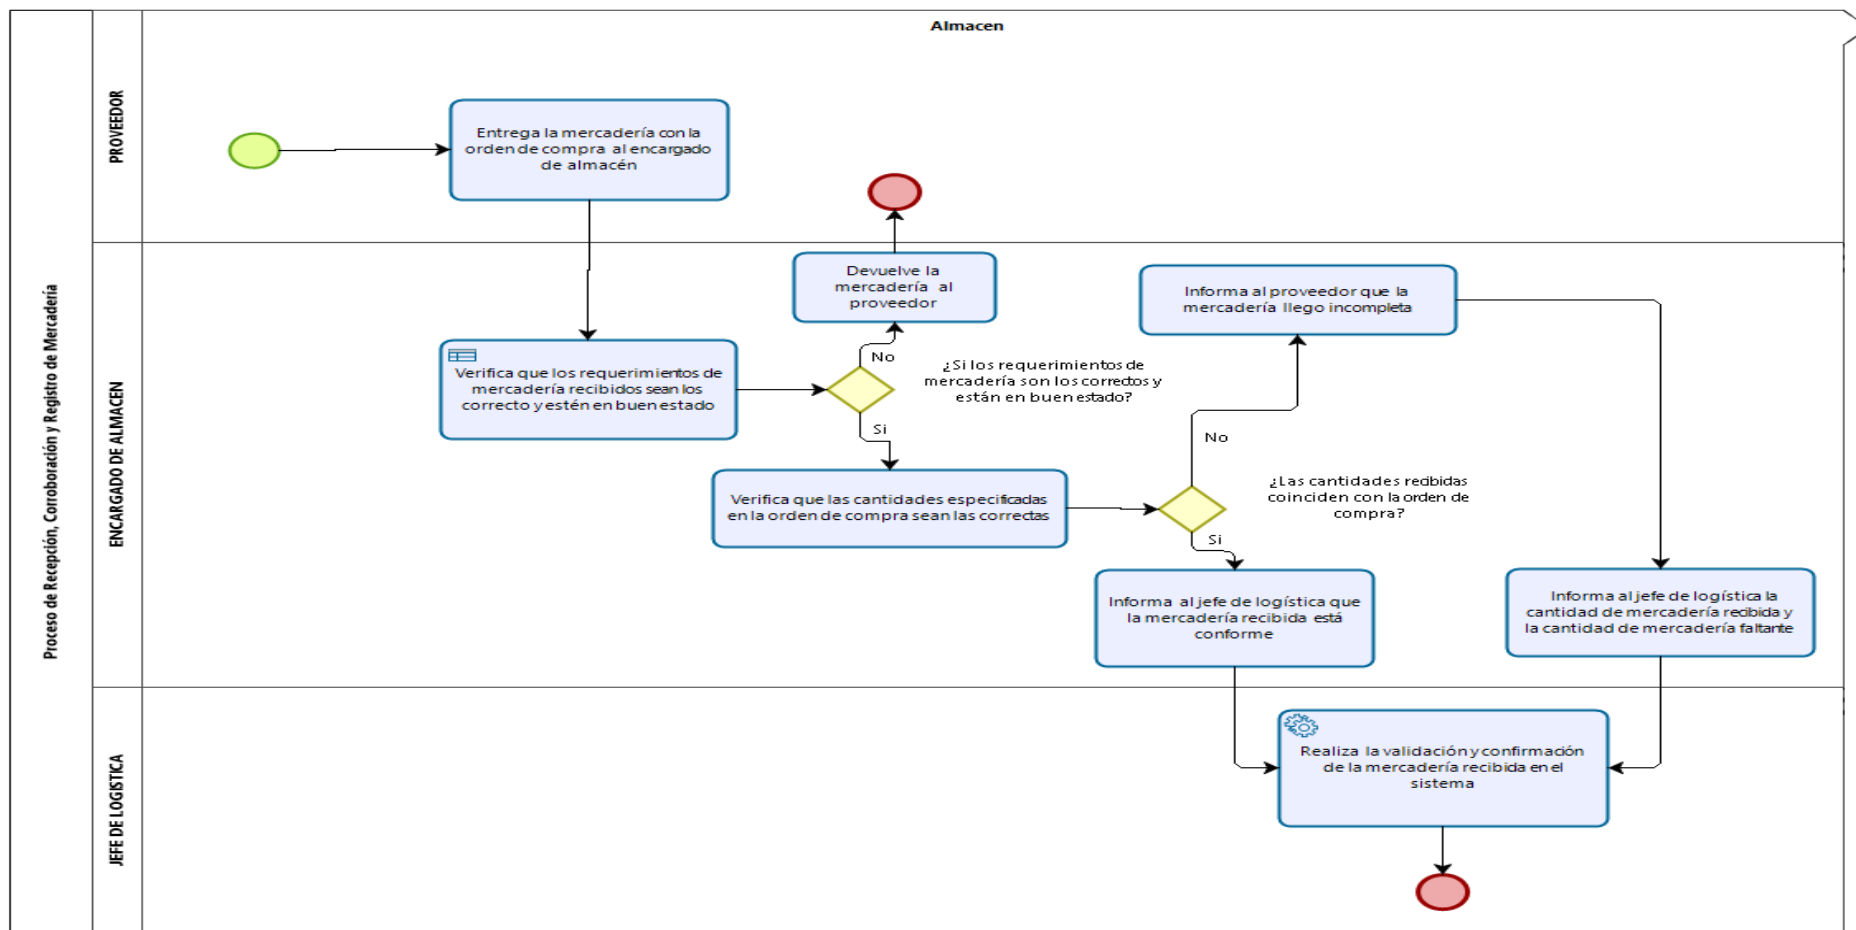 Almacen
Proceso de Recepción, Corroboración y Registro de Mercadería
PROVEEDOR
Entrega la mercadería con la
orden de compra al encargado
de almacén
ENCARGADO DE ALMACEN
Devuelve la
mercadería al
proveedor
No
Verifica que los requerimientos de
mercadería recibidos sean los
correcto y estén en buen estado
¿Si los requerimientos de
mercadería son los correctos y
están en buen estado?
Si
Verifica que las cantidades especificadas
en la orden de compra sean las correctas
Informa al proveedor que la
mercadería llego incompleta
No
¿Las cantidades recibidas
coinciden con la orden de
compra?
Si
Informa al jefe de logística que
la mercadería recibida está
conforme
Informa al jefe de logística la
cantidad de mercadería recibida y
la cantidad de mercadería faltante
JEFE DE LOGISTICA
Realiza la validación y confirmación
de la mercadería recibida en el
sistema